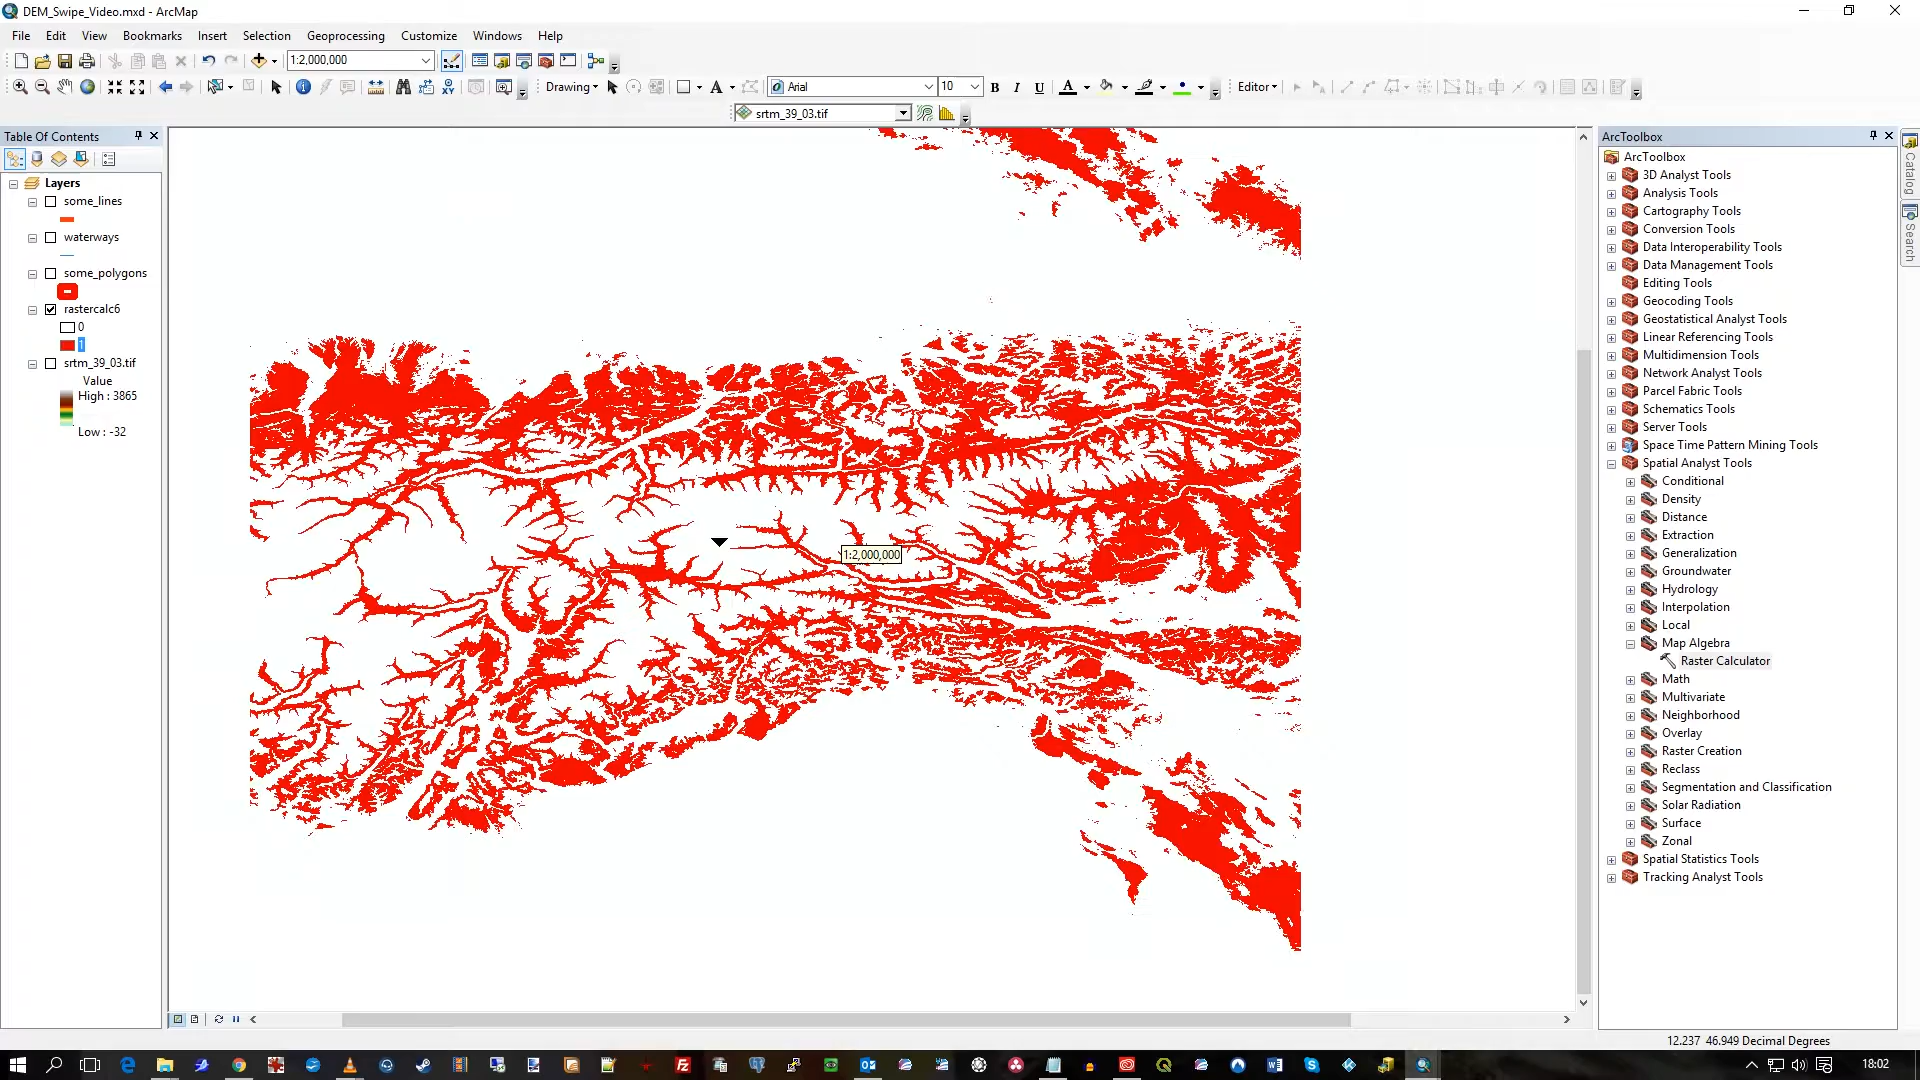 DEM_Swipe_Video.mxd - ArcMap
File Edit View Bookmarks Insert Selection Geoprocessing Customize Windows Help
1:2,000,000
Drawing Arial 10 B I U A Editor
srtm_39_03.tif
Table Of Contents
Layers
some_lines
waterways
some_polygons
rastercalc6
0
1
srtm_39_03.tif
Value
High : 3865
Low : -32
1:2,000,000
ArcToolbox
ArcToolbox
3D Analyst Tools
Analysis Tools
Cartography Tools
Conversion Tools
Data Interoperability Tools
Data Management Tools
Editing Tools
Geocoding Tools
Geostatistical Analyst Tools
Linear Referencing Tools
Multidimension Tools
Network Analyst Tools
Parcel Fabric Tools
Schematics Tools
Server Tools
Space Time Pattern Mining Tools
Spatial Analyst Tools
Conditional
Density
Distance
Extraction
Generalization
Groundwater
Hydrology
Interpolation
Local
Map Algebra
Raster Calculator
Math
Multivariate
Neighborhood
Overlay
Raster Creation
Reclass
Segmentation and Classification
Solar Radiation
Surface
Zonal
Spatial Statistics Tools
Tracking Analyst Tools
Catalog
Search
12.237 46.949 Decimal Degrees
18:02